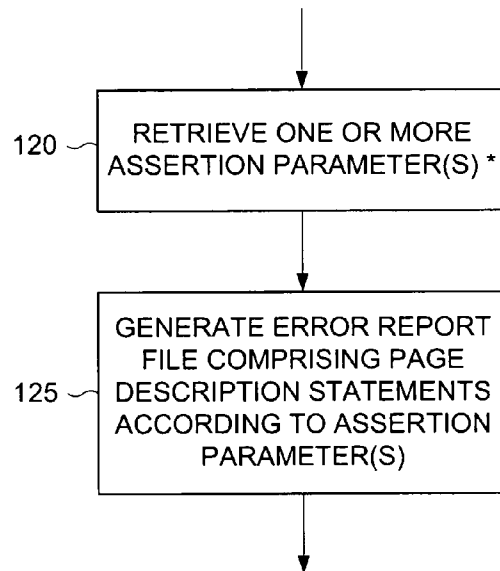 120
RETRIEVE ONE OR MORE
ASSERTION PARAMETER(S) *
125
GENERATE ERROR REPORT
FILE COMPRISING PAGE
DESCRIPTION STATEMENTS
ACCORDING TO ASSERTION
PARAMETER(S)